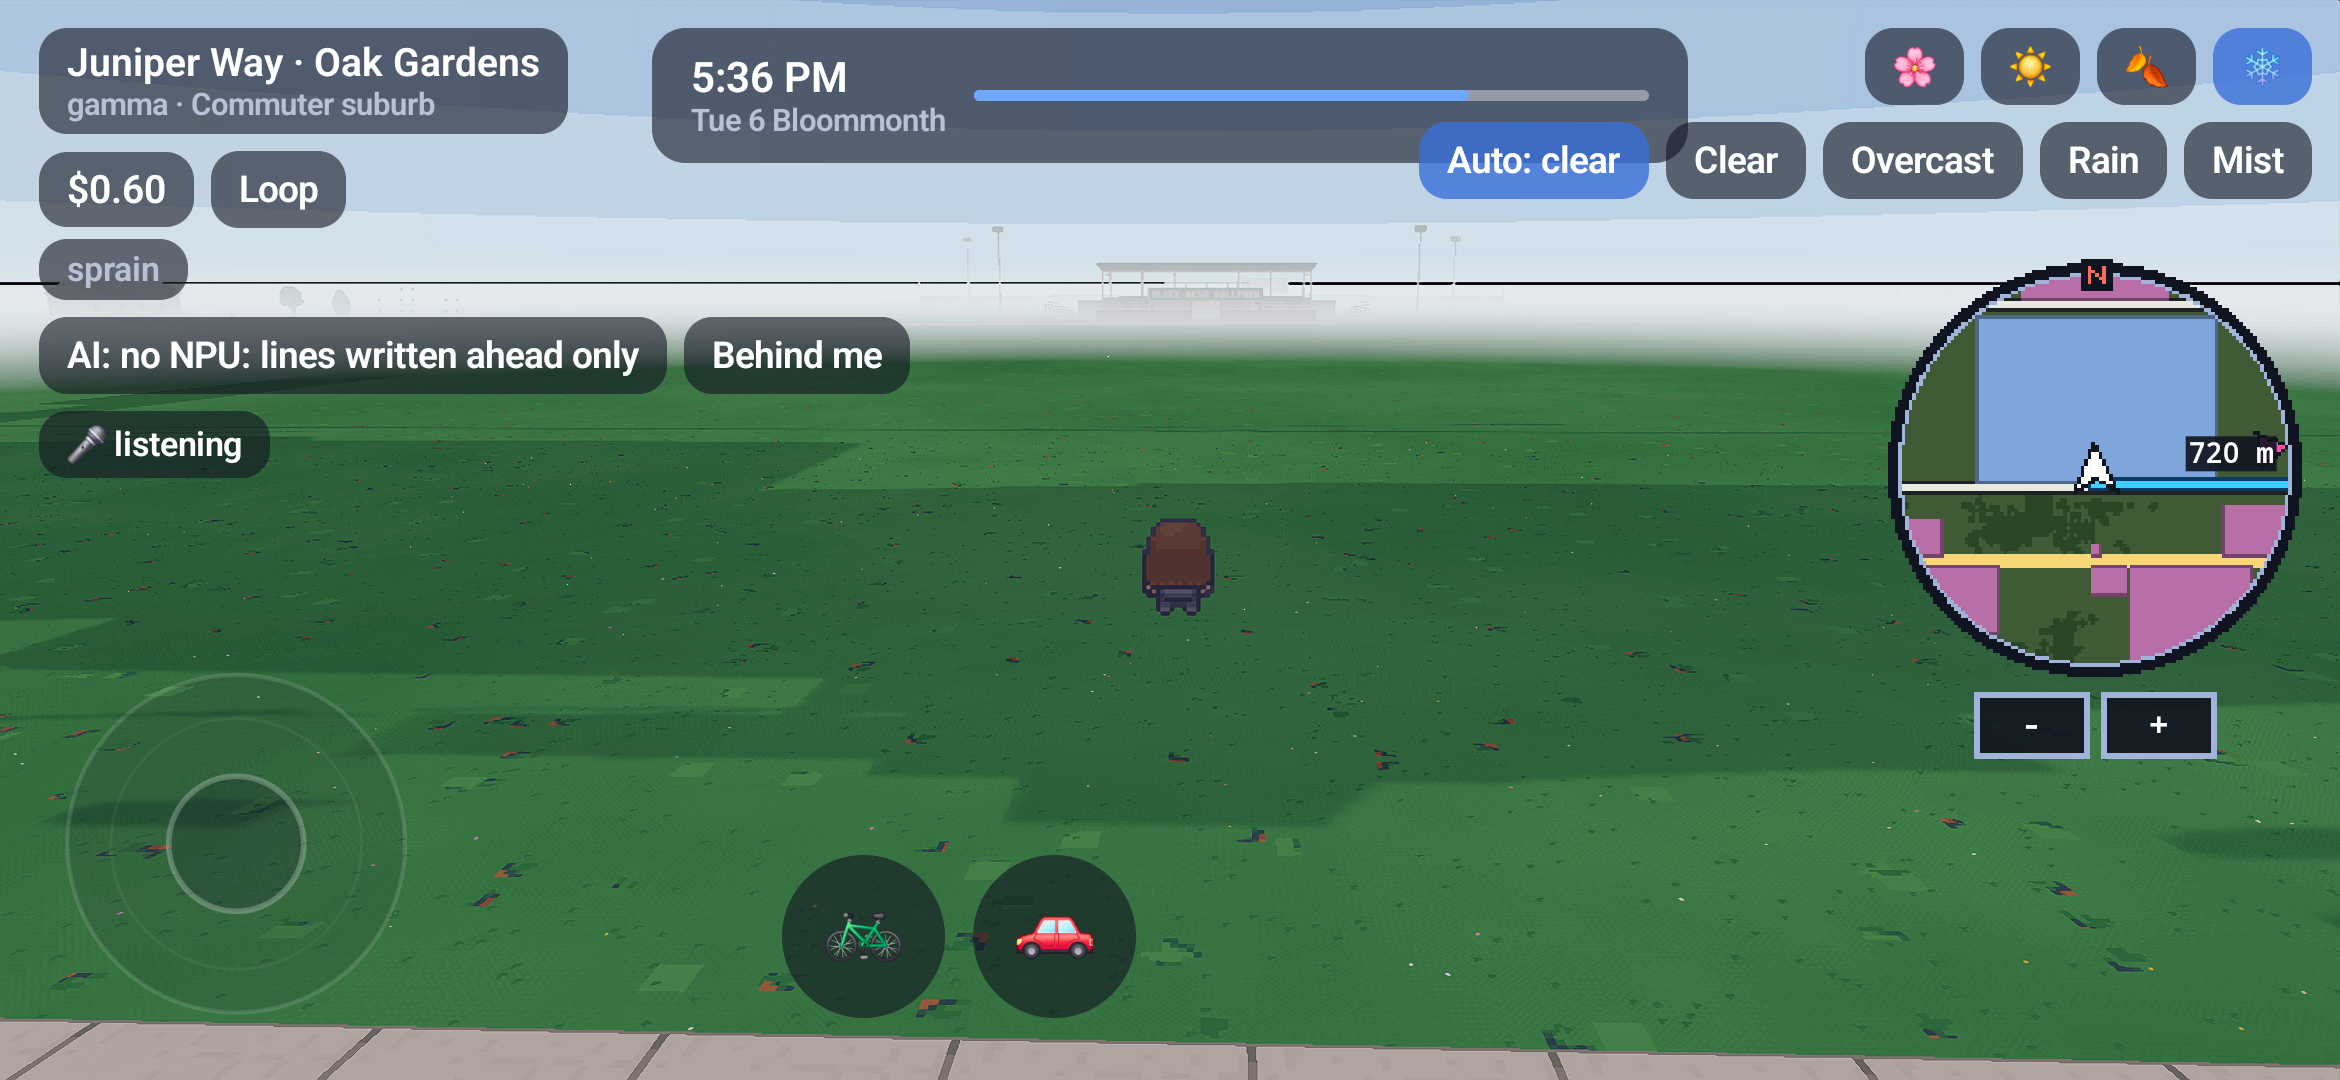 Juniper Way · Oak Gardens
gamma · Commuter suburb
5:36 PM
Tue 6 Bloommonth
$0.60
Loop
Auto: clear
Clear
Overcast
Rain
Mist
sprain
AI: no NPU: lines written ahead only
Behind me
🎤 listening
N
720 m
-
+